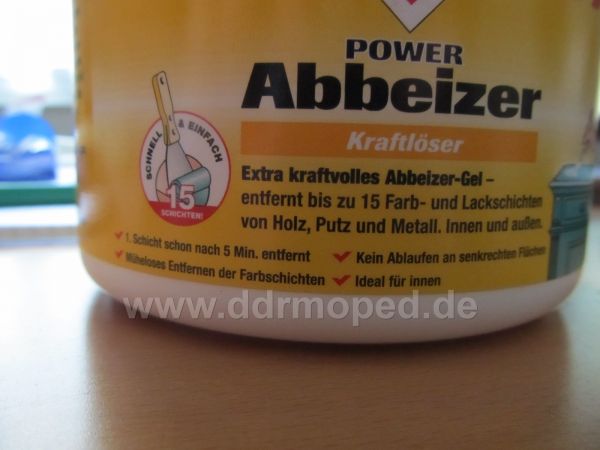 POWER
Abbeizer
Kraftlöser
SCHNELL & EINFACH
15
SCHICHTEN!
Extra kraftvolles Abbeizer-Gel –
entfernt bis zu 15 Farb- und Lackschichten
von Holz, Putz und Metall. Innen und außen.
1. Schicht schon nach 5 Min. entfernt
Müheloses Entfernen der Farbschichten
Kein Ablaufen an senkrechten Flächen
Ideal für innen
www.ddrmoped.de